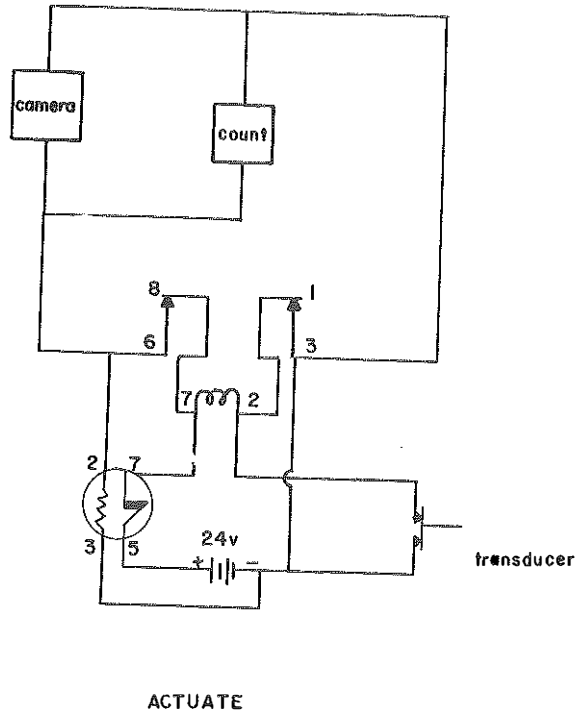 camera
count
8
1
6
3
7 2
2 7
3 5
24v
+ −
transducer
ACTUATE